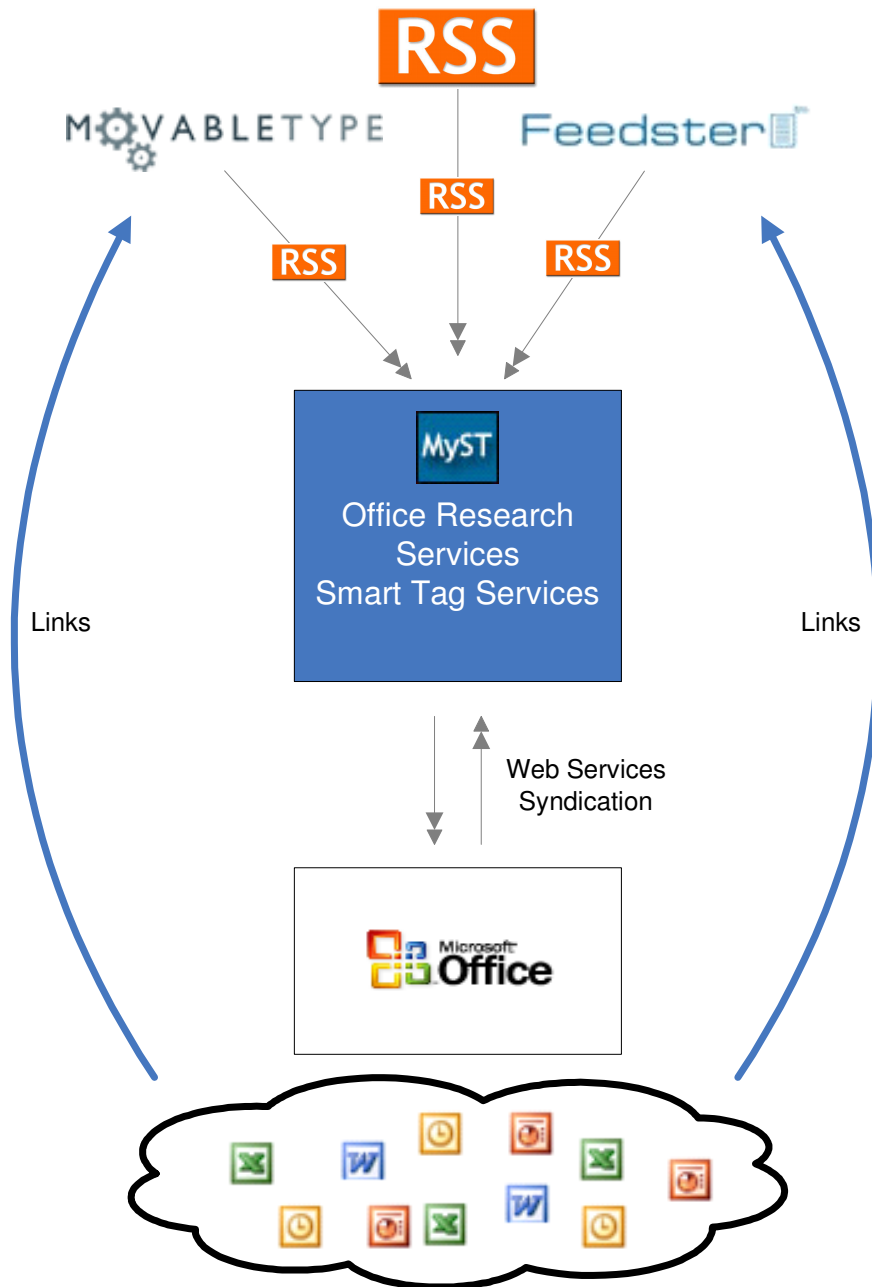 RSS
MOVABLETYPE
Feedster
RSS
RSS
RSS
MyST
Office Research
Services
Smart Tag Services
Links
Links
Web Services
Syndication
Microsoft
Office
X
W
X
X
W